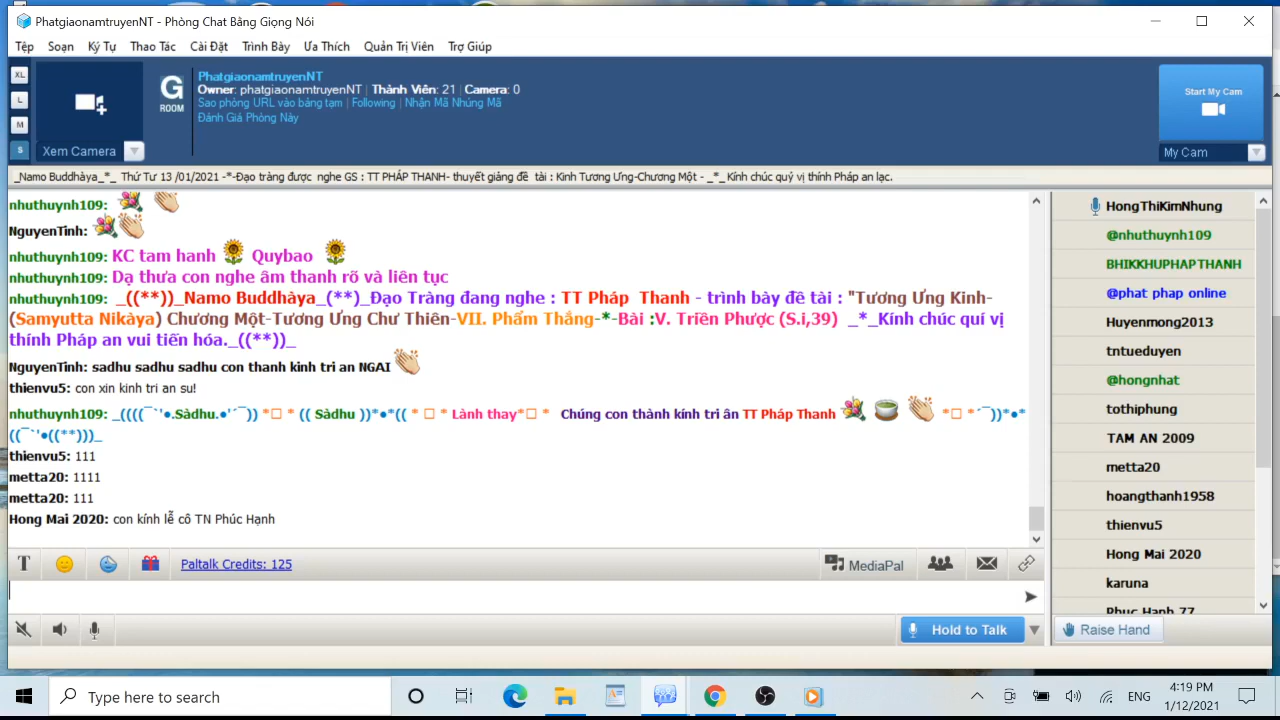 PhatgiaonamtruyenNT - Phòng Chat Bằng Giọng Nói
Tệp Soạn Ký Tự Thao Tác Cài Đặt Trình Bày Ưa Thích Quản Trị Viên Trợ Giúp
XL
L
M
S
Xem Camera
G
ROOM
PhatgiaonamtruyenNT
Owner: phatgiaonamtruyenNT | Thành Viên: 21 | Camera: 0
Sao phòng URL vào bảng tạm | Following | Nhận Mã Nhúng Mã
Đánh Giá Phòng Này
Start My Cam
My Cam
_Namo Buddhàya_*_ Thứ Tư 13 /01/2021 -*-Đạo tràng được nghe GS : TT PHÁP THANH- thuyết giảng đề tài : Kinh Tương Ưng-Chương Một - _*_ Kính chúc quý vị thính Pháp an lạc.
nhuthuynh109:
NguyenTinh:
nhuthuynh109: KC tam hanh Quybao
nhuthuynh109: Dạ thưa con nghe âm thanh rõ và liên tục
nhuthuynh109: _((**))_Namo Buddhàya_(**)_Đạo Tràng đang nghe : TT Pháp Thanh - trình bày đề tài : "Tương Ưng Kinh-
(Samyutta Nikàya) Chương Một-Tương Ưng Chư Thiên-VII. Phẩm Thắng-*-Bài :V. Triền Phược (S.i,39) _*_Kính chúc quí vị
thính Pháp an vui tiến hóa._((**))_
NguyenTinh: sadhu sadhu sadhu con thanh kinh tri an NGAI
thienvu5: con xin kinh tri an su!
nhuthuynh109: _((((¯`'●.Sàdhu.●'´¯)) *□ * (( Sàdhu ))*●*(( * □ * Lành thay*□ * Chúng con thành kính tri ân TT Pháp Thanh *□ *´¯))*●*
((¯`'●((**)))_
thienvu5: 111
metta20: 1111
metta20: 111
Hong Mai 2020: con kính lễ cô TN Phúc Hạnh
HongThiKimNhung
@nhuthuynh109
BHIKKHUPHAPTHANH
@phat phap online
Huyenmong2013
tntueduyen
@hongnhat
tothiphung
TAM AN 2009
metta20
hoangthanh1958
thienvu5
Hong Mai 2020
karuna
Phuc Hanh 77
T Paltalk Credits: 125 MediaPal
Hold to Talk
Raise Hand
Type here to search
ENG
4:19 PM
1/12/2021